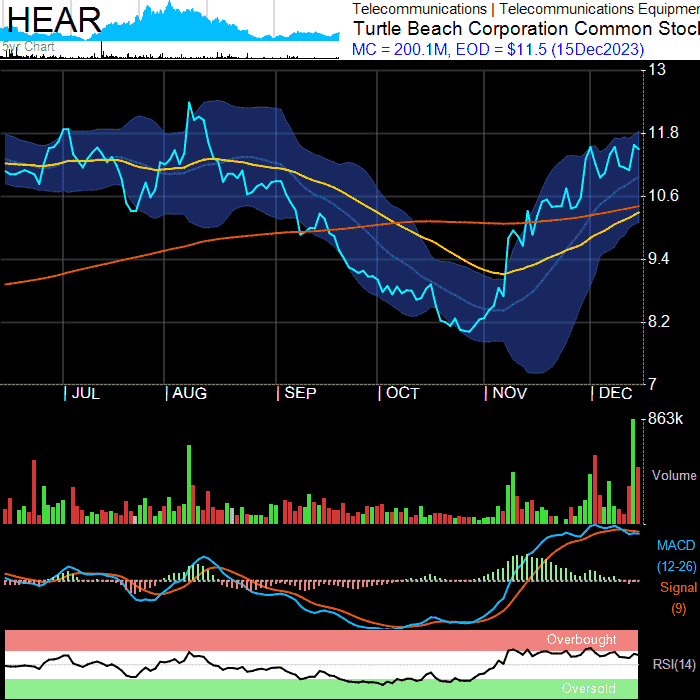 HEAR
5yr Chart
Telecommunications | Telecommunications Equipmen
Turtle Beach Corporation Common Stoc
MC = 200.1M, EOD = $11.5 (15Dec2023)
13
11.8
10.6
9.4
8.2
7
JUL
AUG
SEP
OCT
NOV
DEC
863k
Volume
MACD
(12-26)
Signal
(9)
Overbought
RSI(14)
Oversold